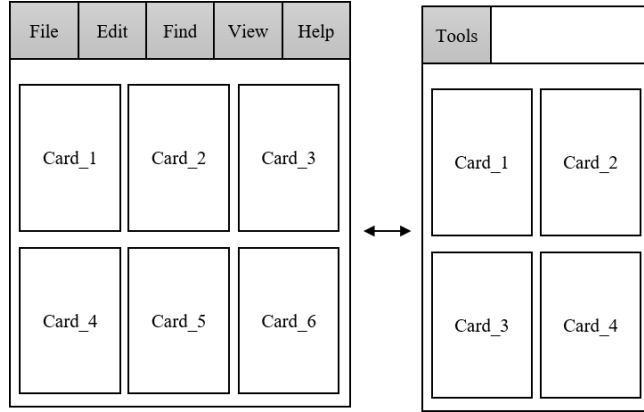 File Edit Find View Help
Card_1 Card_2 Card_3
Card_4 Card_5 Card_6
Tools
Card_1 Card_2
Card_3 Card_4